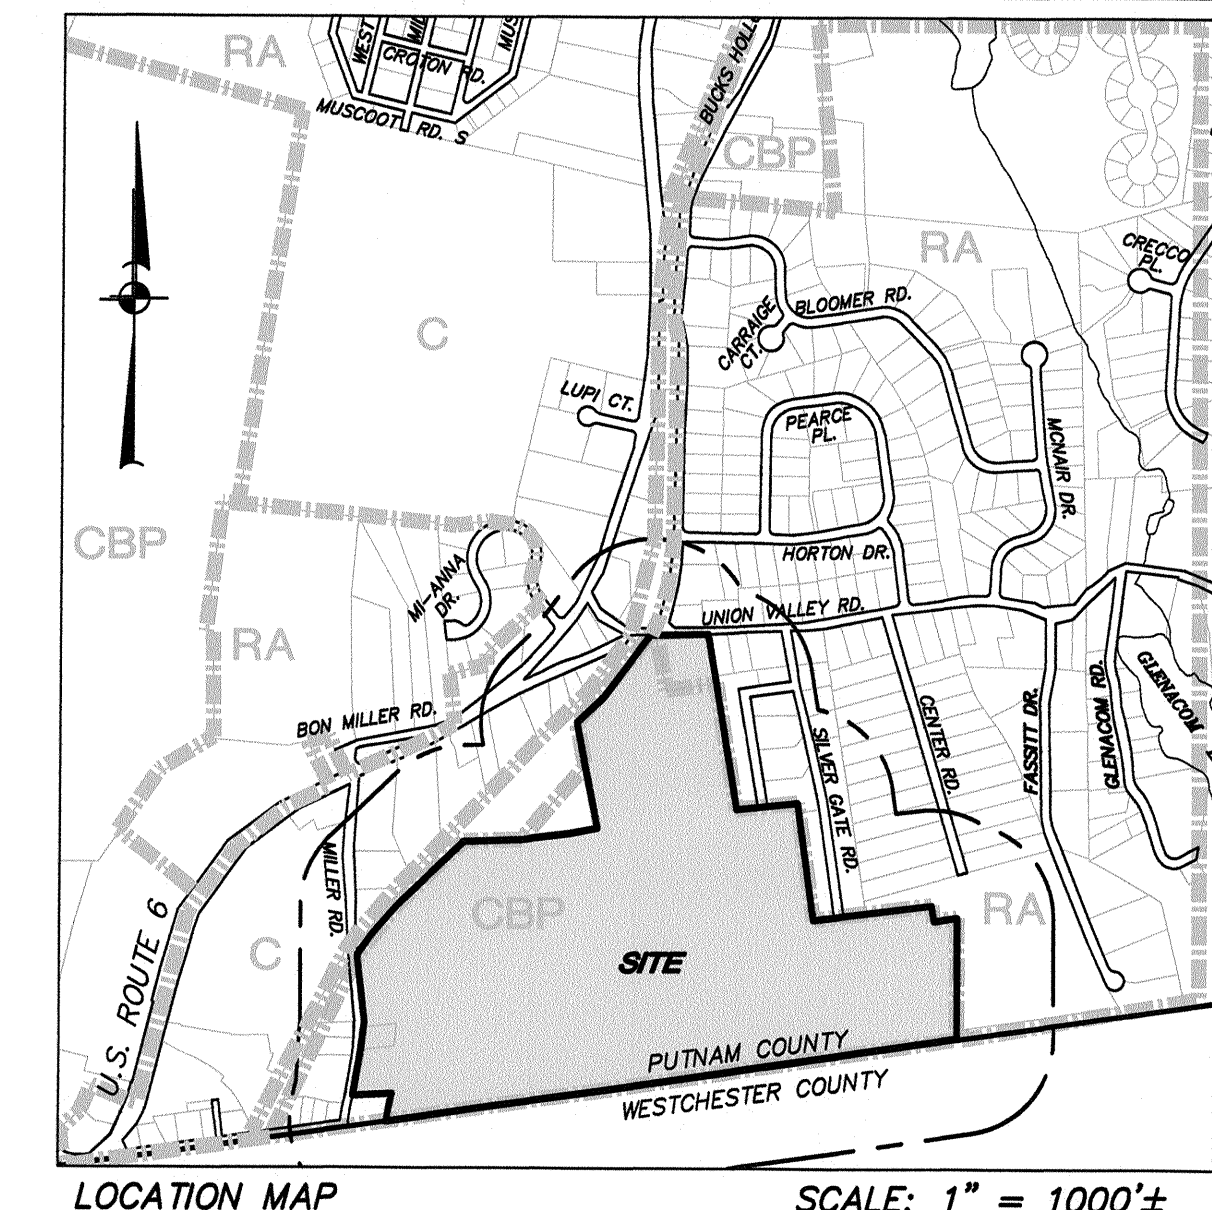 WEST
MIL
MUS
CROTON RD.
MUSCOOT RD. S
RA
BUCKS HOLL
CBP
RA
CRECCO
PL.
C
CARRAIGE
CT.
BLOOMER RD.
LUPI CT.
PEARCE
PL.
MCNAIR DR.
CBP
HORTON DR.
MI-ANNA
DR.
UNION VALLEY RD.
RA
BON MILLER RD.
SILVER GATE RD.
CENTER RD.
FASSITT DR.
GLENACOM RD.
GLENACOM
MILLER RD.
U.S. ROUTE 6
C
CBP
RA
SITE
PUTNAM COUNTY
WESTCHESTER COUNTY
LOCATION MAP
SCALE: 1" = 1000'±